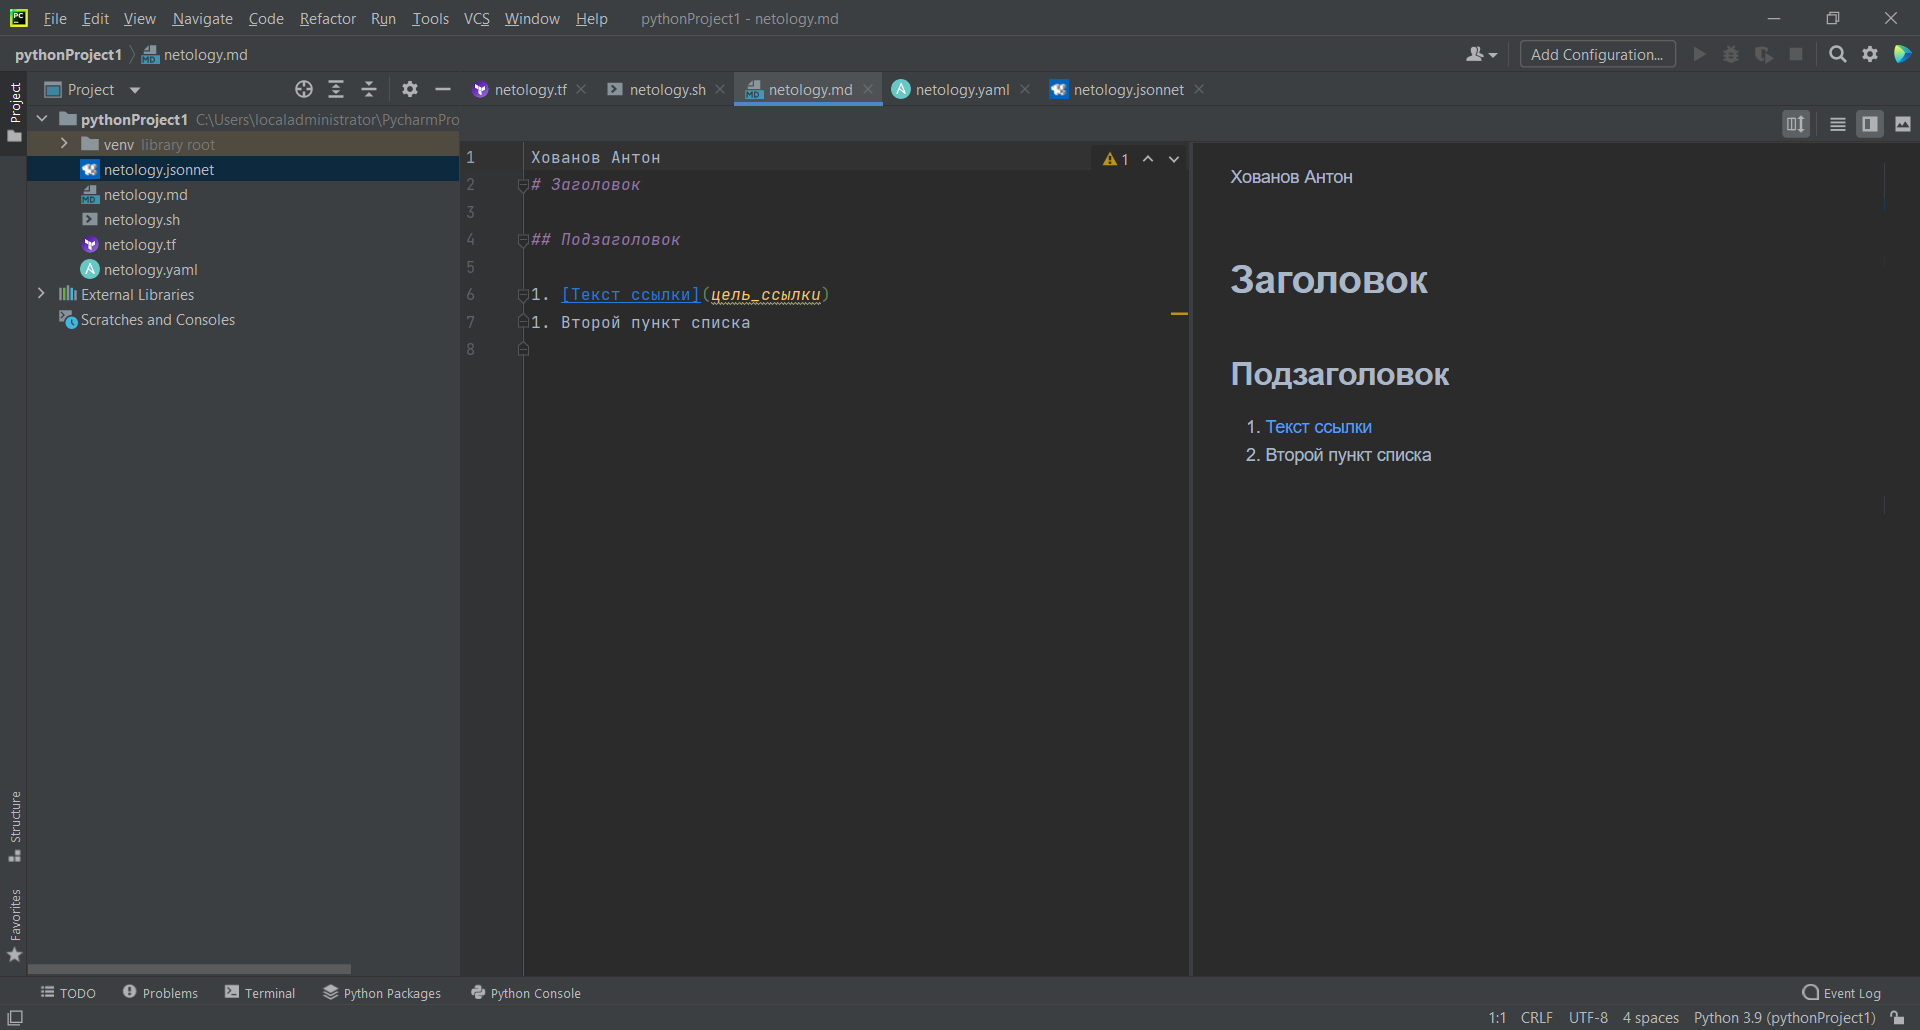 File Edit View Navigate Code Refactor Run Tools VCS Window Help pythonProject1 - netology.md
pythonProject1 netology.md Add Configuration...
Project netology.tf netology.sh netology.md netology.yaml netology.jsonnet
Project
pythonProject1 C:\Users\localadministrator\PycharmPro
venv library root
netology.jsonnet
netology.md
netology.sh
netology.tf
netology.yaml
External Libraries
Scratches and Consoles
1 Хованов Антон
2 # Заголовок
3
4 ## Подзаголовок
5
6 1. [Текст ссылки](цель_ссылки)
7 1. Второй пункт списка
8
1
Хованов Антон
Заголовок
Подзаголовок
1. Текст ссылки
2. Второй пункт списка
Structure
Favorites
TODO Problems Terminal Python Packages Python Console Event Log
1:1 CRLF UTF-8 4 spaces Python 3.9 (pythonProject1)